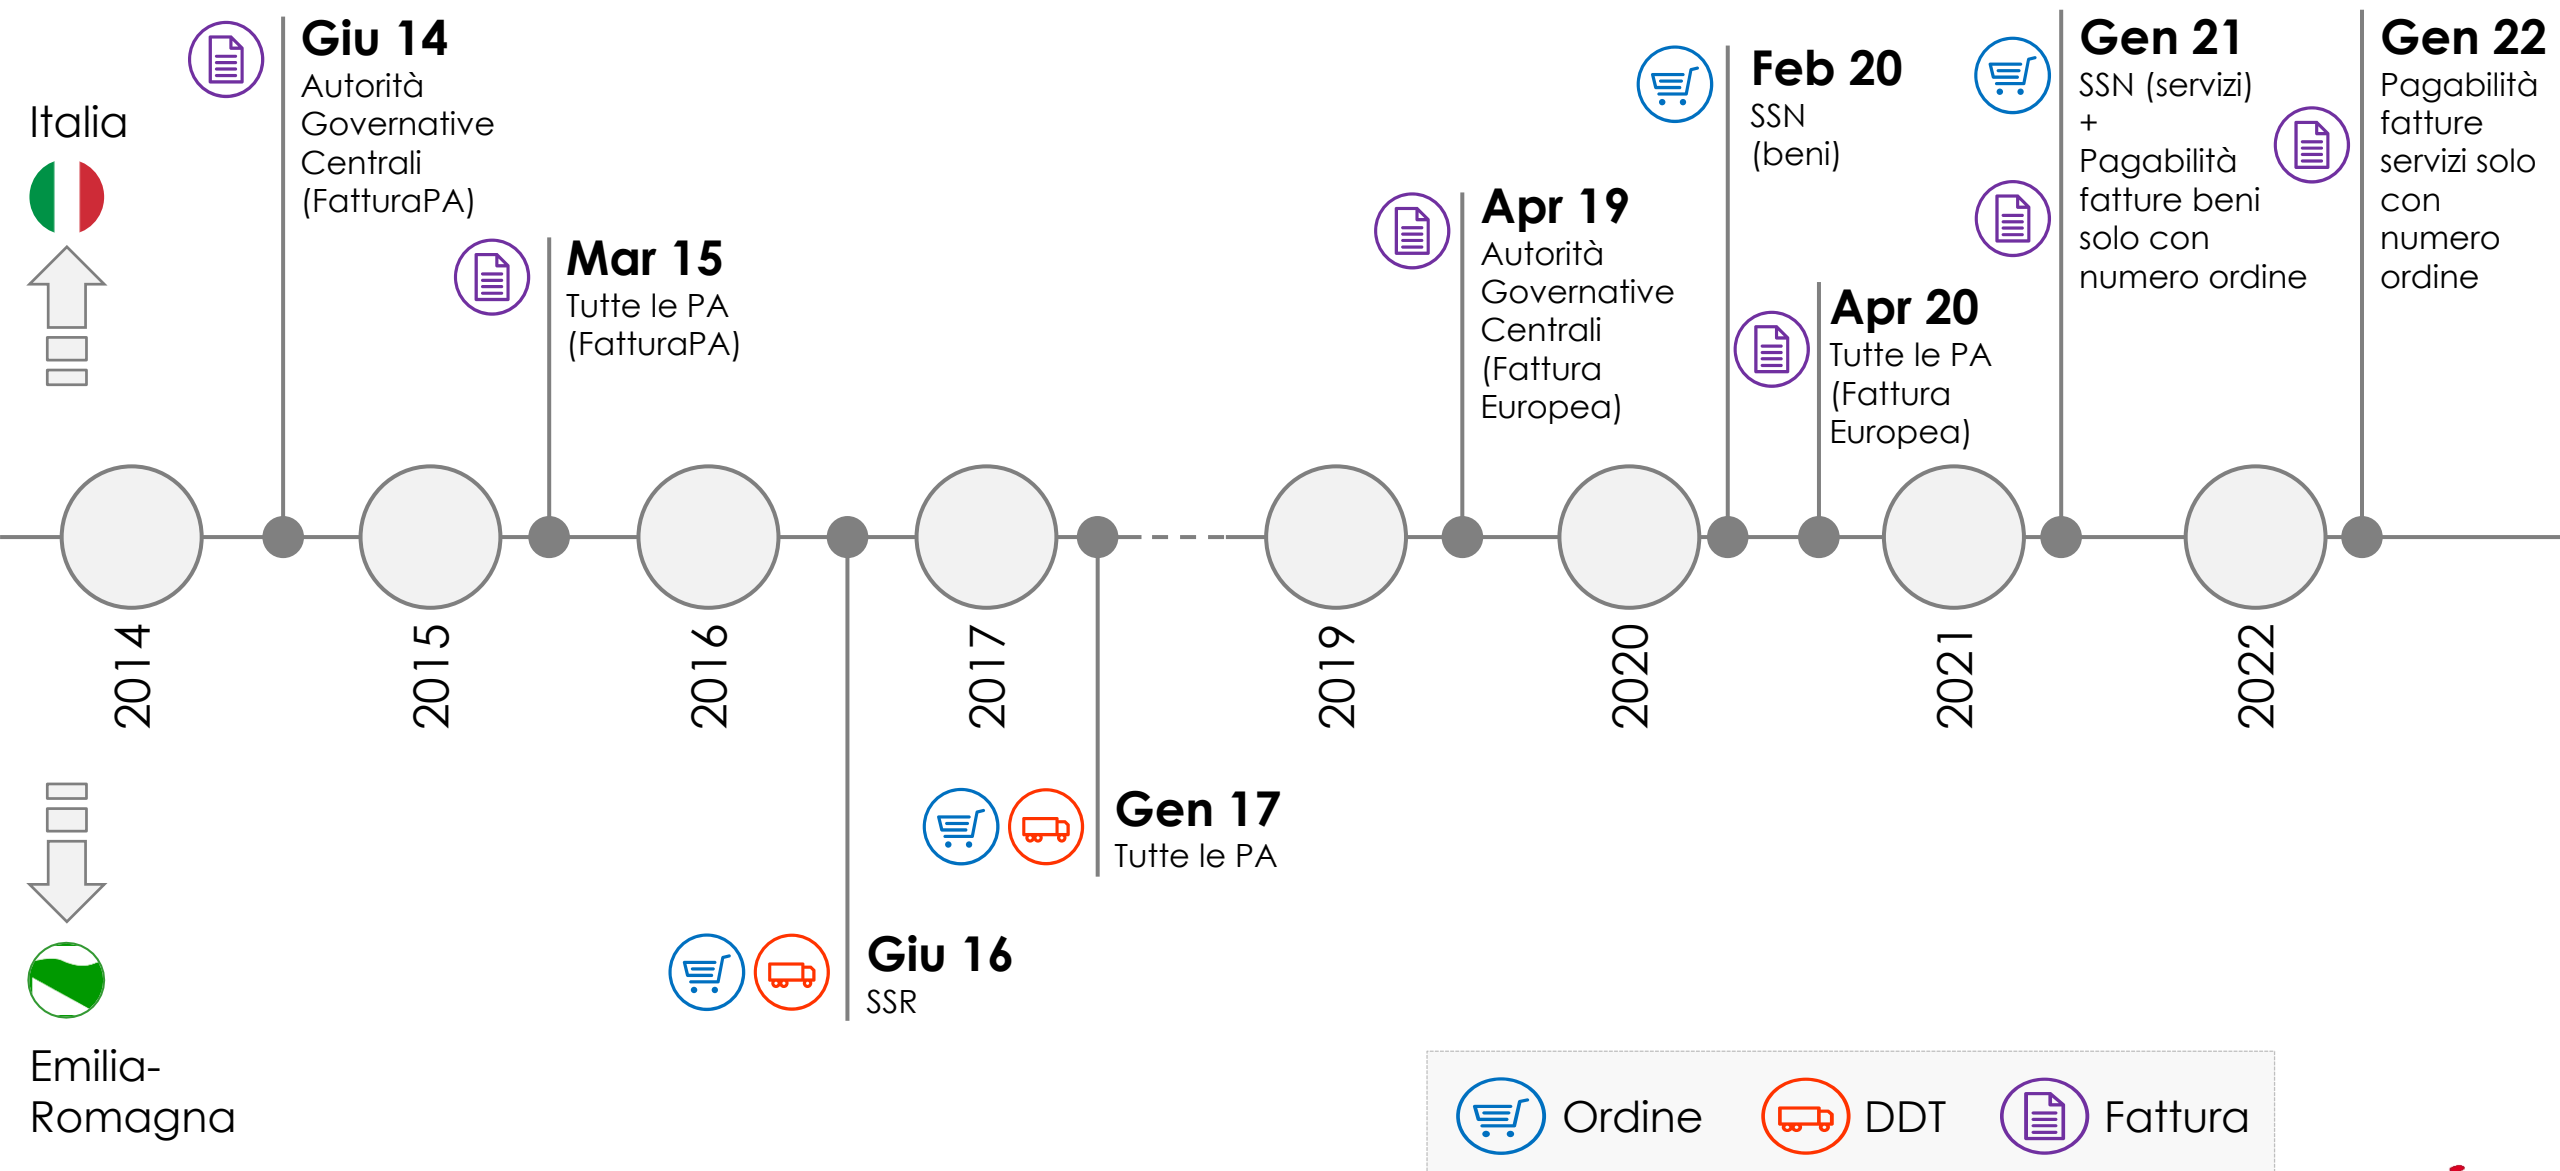 Italia
Giu 14
Autorità
Governative
Centrali
(FatturaPA)
Mar 15
Tutte le PA
(FatturaPA)
Apr 19
Autorità
Governative
Centrali
(Fattura
Europea)
Feb 20
SSN
(beni)
Apr 20
Tutte le PA
(Fattura
Europea)
Gen 21
SSN (servizi)
+
Pagabilità
fatture beni
solo con
numero ordine
Gen 22
Pagabilità
fatture
servizi solo
con
numero
ordine
2014
2015
2016
2017
2019
2020
2021
2022
Gen 17
Tutte le PA
Giu 16
SSR
Emilia-
Romagna
Ordine
DDT
Fattura